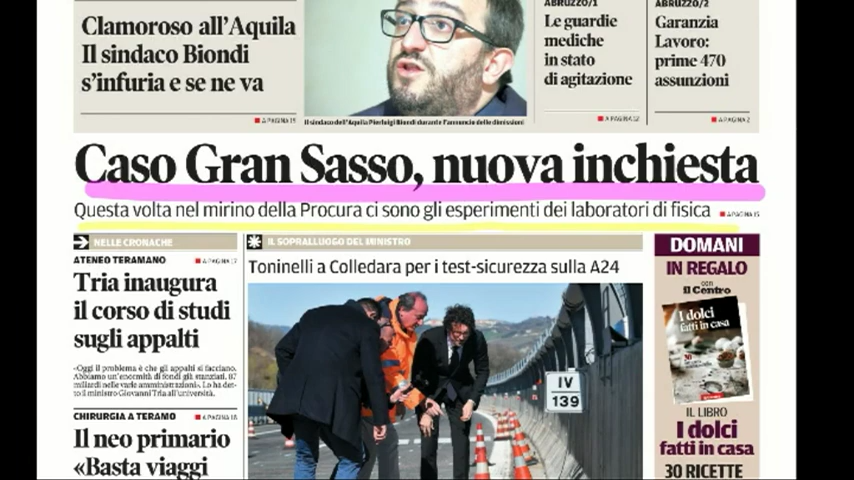 Clamoroso all'Aquila
Il sindaco Biondi
s'infuria e se ne va
A PAGINA 15
Il sindaco dell'Aquila Pierluigi Biondi durante l'annuncio delle dimissioni
ABRUZZO/1
Le guardie
mediche
in stato
di agitazione
A PAGINA 12
ABRUZZO/2
Garanzia
Lavoro:
prime 470
assunzioni
A PAGINA 2
Caso Gran Sasso, nuova inchiesta
Questa volta nel mirino della Procura ci sono gli esperimenti dei laboratori di fisica
A PAGINA 15
NELLE CRONACHE
ATENEO TERAMANO
A PAGINA 17
Tria inaugura
il corso di studi
sugli appalti
«Oggi il problema è che gli appalti si facciano.
Abbiamo un'enormità di fondi già stanziati, 87
miliardi nelle varie amministrazioni». Lo ha det-
to il ministro Giovanni Tria all'università.
CHIRURGIA A TERAMO
A PAGINA 18
Il neo primario
«Basta viaggi
IL SOPRALLUOGO DEL MINISTRO
Toninelli a Colledara per i test-sicurezza sulla A24
IV
139
DOMANI
IN REGALO
con
il Centro
I dolci
fatti in casa
30
IL LIBRO
I dolci
fatti in casa
30 RICETTE